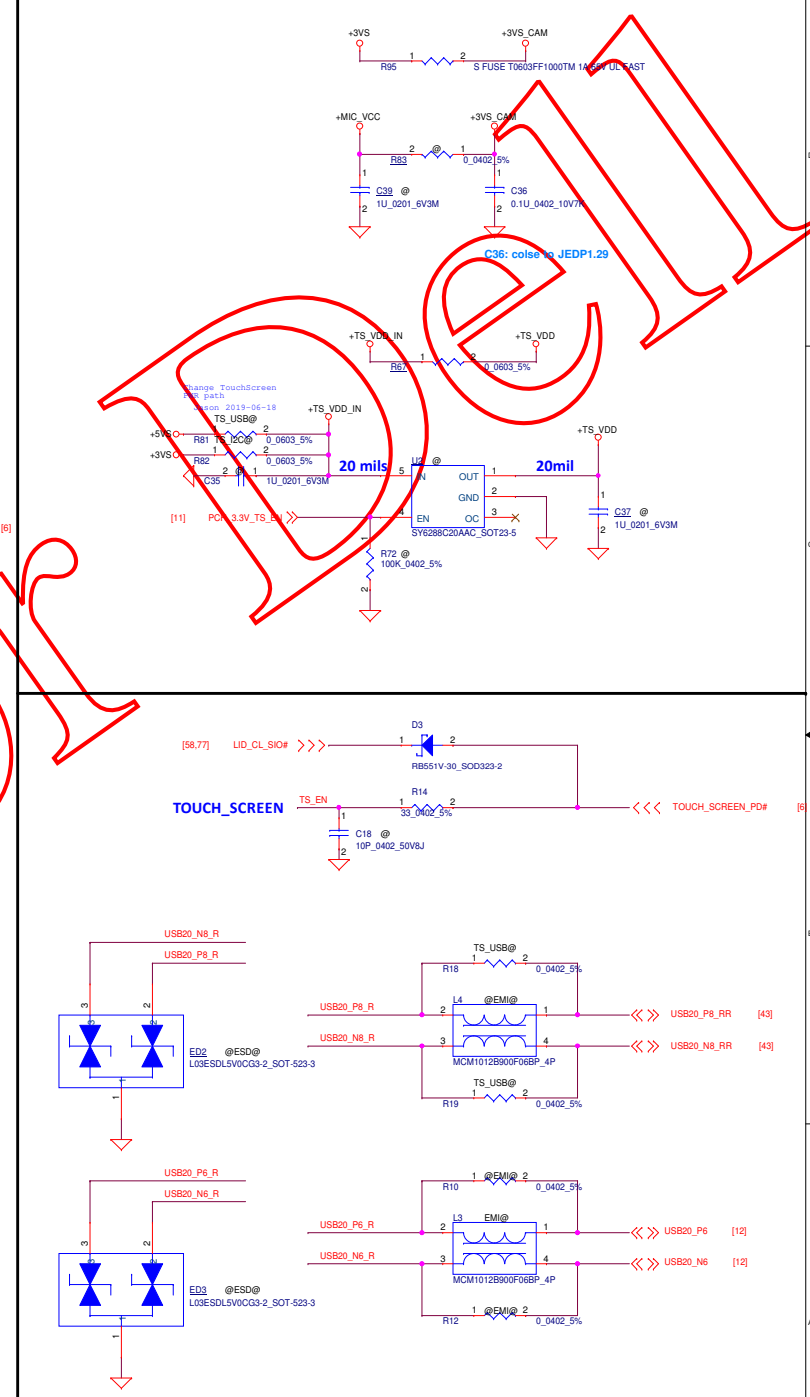 +3VS
+3VS_CAM
1
2
R95
S FUSE T0603FF1000TM 1A 65V UL FAST
+MIC_VCC
+3VS_CAM
2
@
1
R83
0_0402_5%
1
C39 @
1U_0201_6V3M
2
1
C36
0.1U_0402_10V7K
2
C36: colse to JEDP1.29
+TS_VDD_IN
+TS_VDD
1
2
R67
0_0603_5%
Change TouchScreen
PWR path
Jason 2019-06-18
+TS_VDD_IN
TS_USB@
+5VS
1
2
R81
TS_I2C@
0_0603_5%
+3VS
1
2
R82
0_0603_5%
C35
2
@
1
1U_0201_6V3M
20 mils
U2 @
5
IN
OUT
1
20mil
+TS_VDD
GND
2
[11]
PCH_3.3V_TS_EN
4
EN
OC
3
SY6288C20AAC_SOT23-5
1
C37 @
1U_0201_6V3M
2
1
R72 @
100K_0402_5%
2
[6]
Dell
r
D3
[58,77]
LID_CL_SIO#
1
2
RB551V-30_SOD323-2
R14
TOUCH_SCREEN
TS_EN
1
2
33_0402_5%
TOUCH_SCREEN_PD#
[6]
1
C18 @
10P_0402_50V8J
2
USB20_N8_R
USB20_P8_R
3
2
ED2 @ESD@
L03ESDL5V0CG3-2_SOT-523-3
1
1
TS_USB@
1
2
R18
0_0402_5%
L4
@EMI@
USB20_P8_R
2
1
USB20_P8_RR
[43]
USB20_N8_R
3
4
USB20_N8_RR
[43]
MCM1012B900F06BP_4P
TS_USB@
1
2
R19
0_0402_5%
USB20_P6_R
USB20_N6_R
3
2
ED3 @ESD@
L03ESDL5V0CG3-2_SOT-523-3
1
1
1
@EMI@
2
R10
0_0402_5%
L3
EMI@
USB20_P6_R
2
1
USB20_P6
[12]
USB20_N6_R
3
4
USB20_N6
[12]
MCM1012B900F06BP_4P
1
@EMI@
2
R12
0_0402_5%